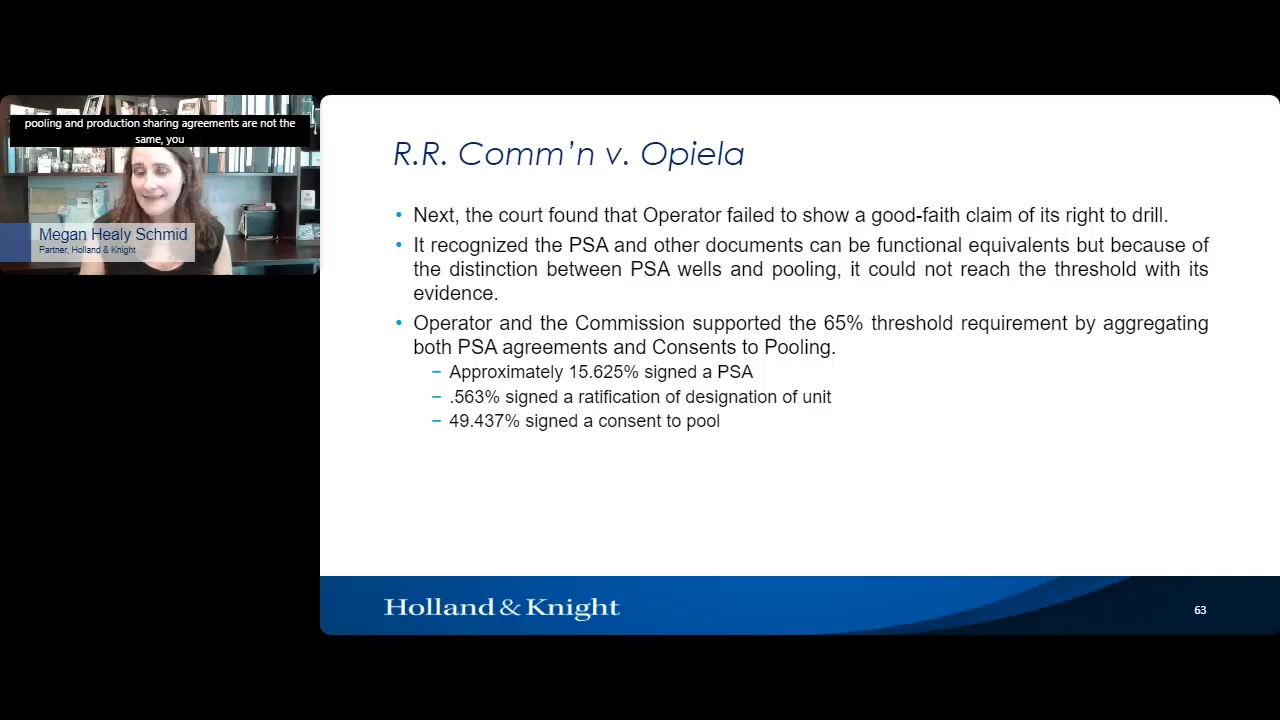 pooling and production sharing agreements are not the
same, you
Megan Healy Schmid
Partner, Holland & Knight
R.R. Comm’n v. Opiela
• Next, the court found that Operator failed to show a good-faith claim of its right to drill.
• It recognized the PSA and other documents can be functional equivalents but because of
the distinction between PSA wells and pooling, it could not reach the threshold with its
evidence.
• Operator and the Commission supported the 65% threshold requirement by aggregating
both PSA agreements and Consents to Pooling.
− Approximately 15.625% signed a PSA
− .563% signed a ratification of designation of unit
− 49.437% signed a consent to pool
Holland & Knight
63